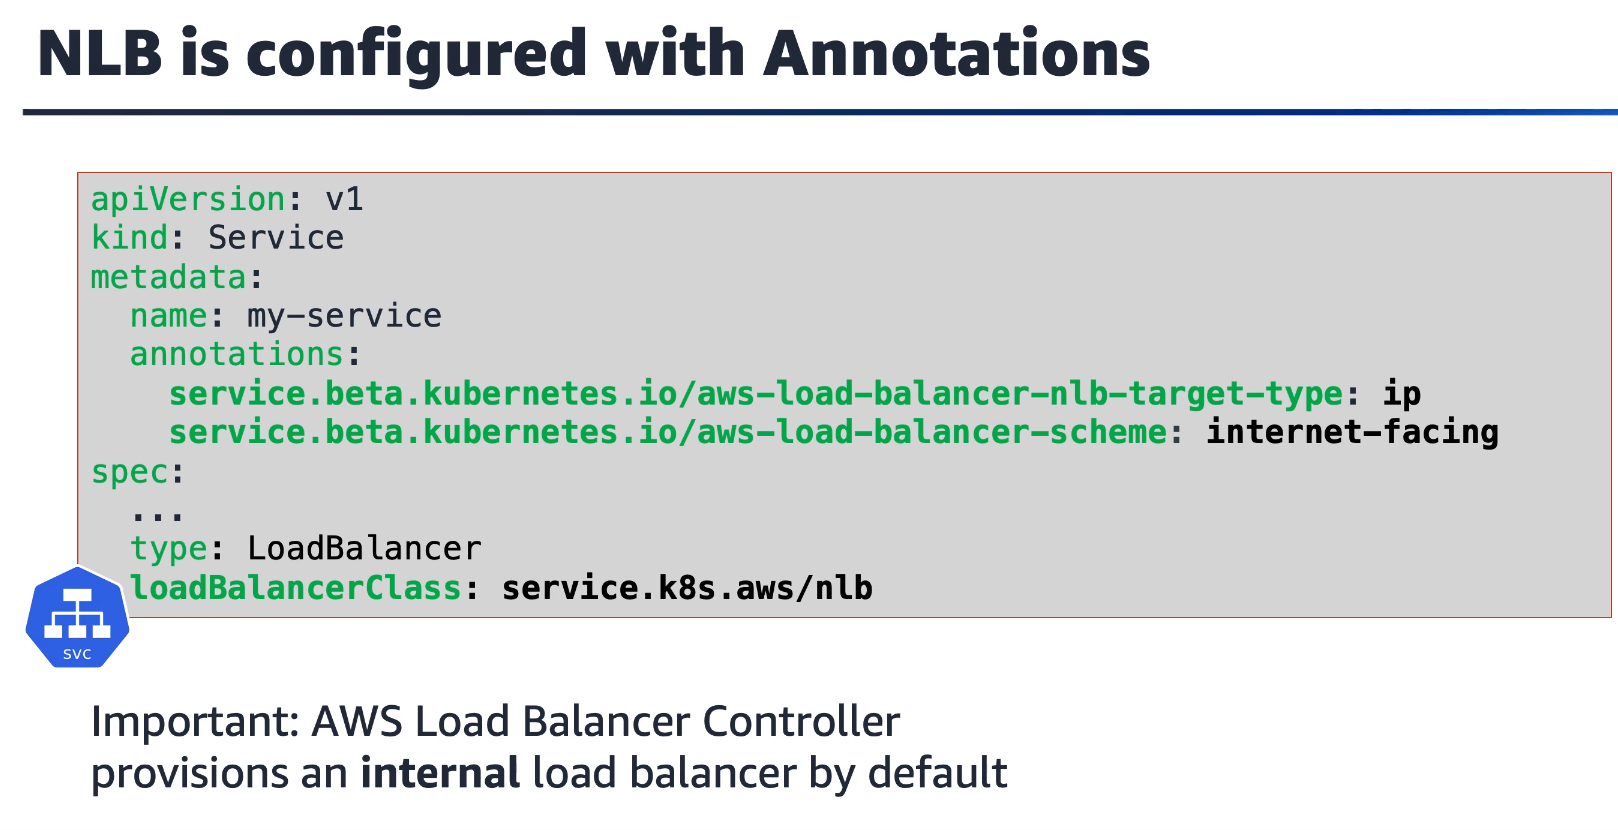 NLB is configured with Annotations
apiVersion: v1
kind: Service
metadata:
  name: my-service
  annotations:
    service.beta.kubernetes.io/aws-load-balancer-nlb-target-type: ip
    service.beta.kubernetes.io/aws-load-balancer-scheme: internet-facing
spec:
  ...
  type: LoadBalancer
  loadBalancerClass: service.k8s.aws/nlb
SVC
Important: AWS Load Balancer Controller
provisions an internal load balancer by default